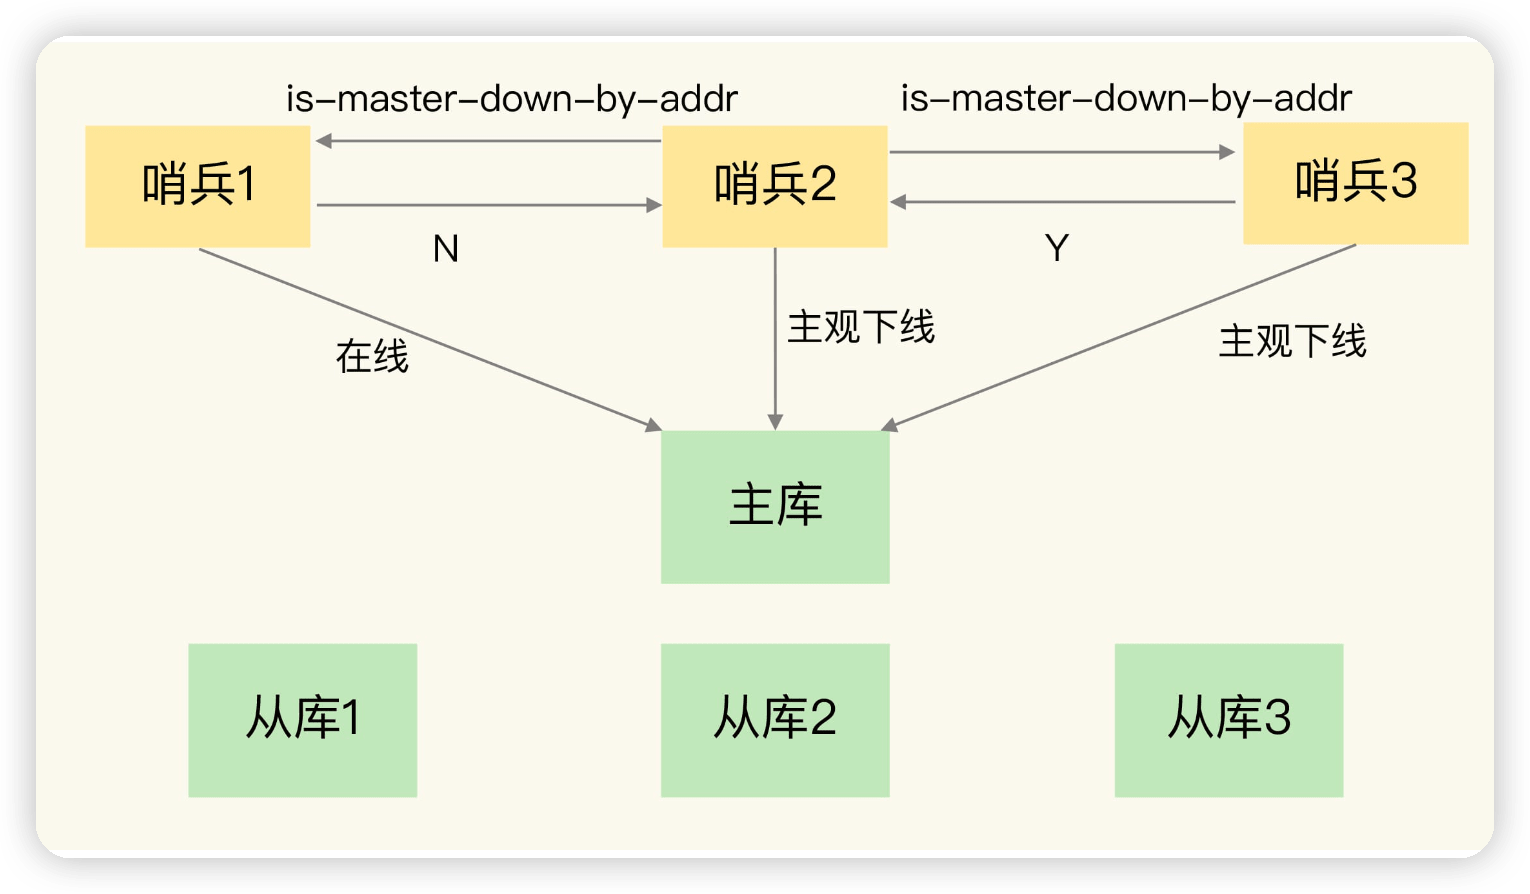 is-master-down-by-addr
is-master-down-by-addr
哨兵1
哨兵2
哨兵3
N
Y
在线
主观下线
主观下线
主库
从库1
从库2
从库3